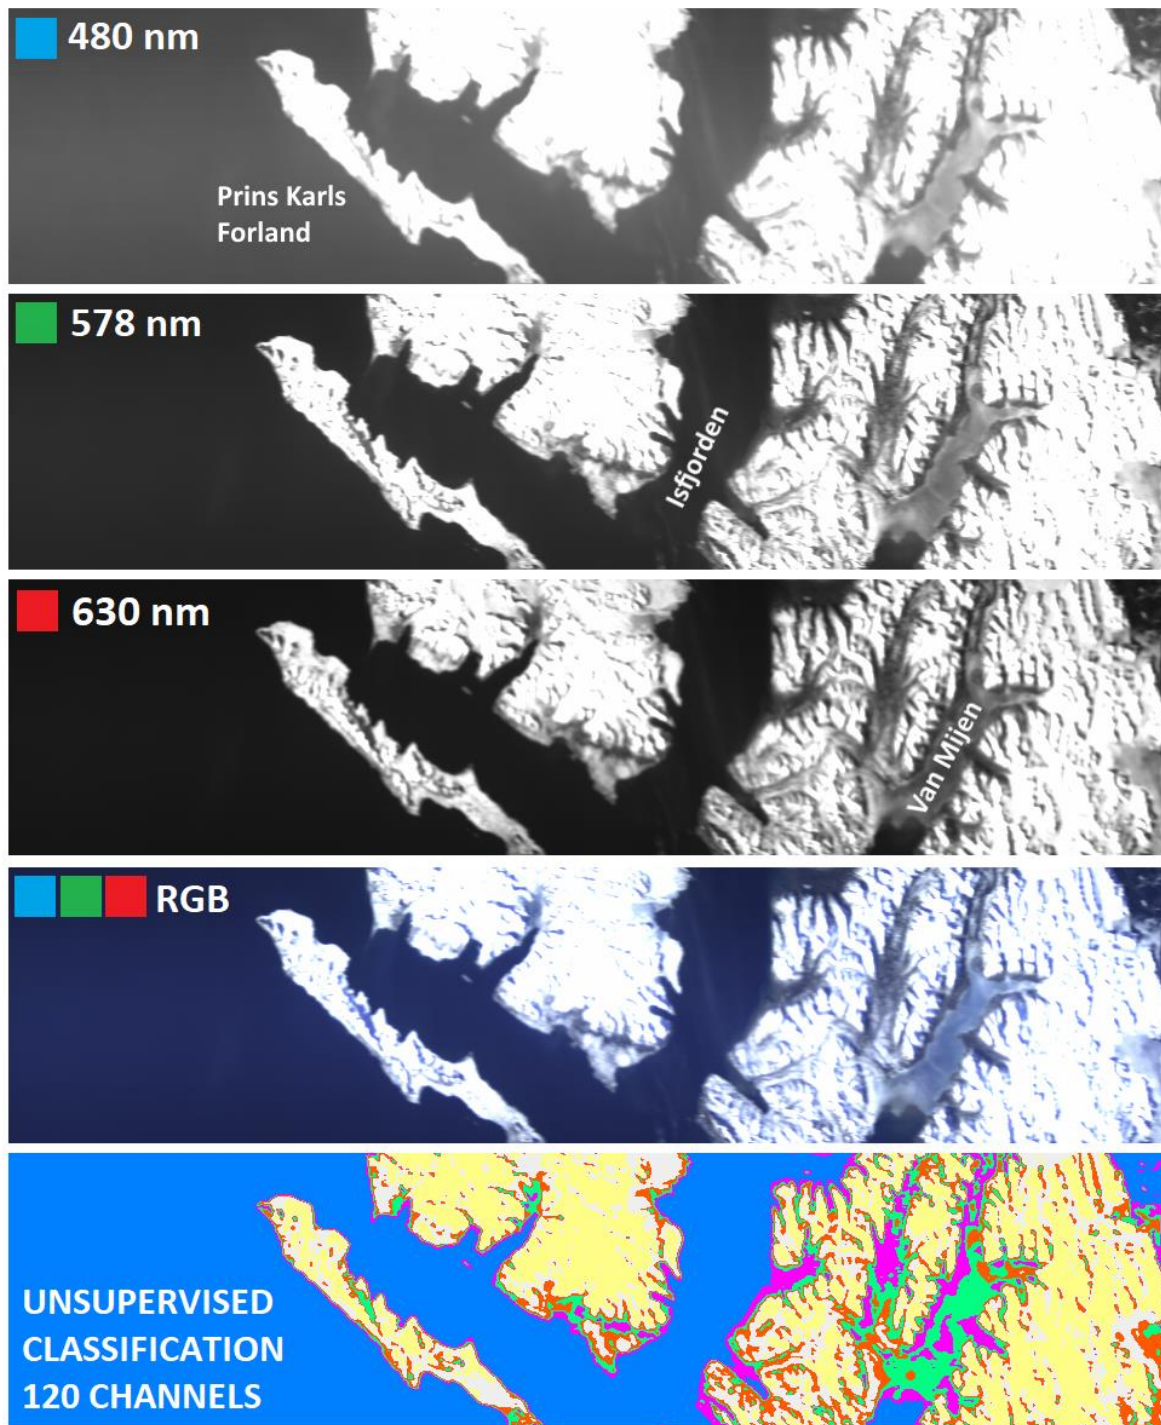 480 nm
Prins Karls
Forland
578 nm
Isfjorden
630 nm
Van Mijen
RGB
UNSUPERVISED
CLASSIFICATION
120 CHANNELS